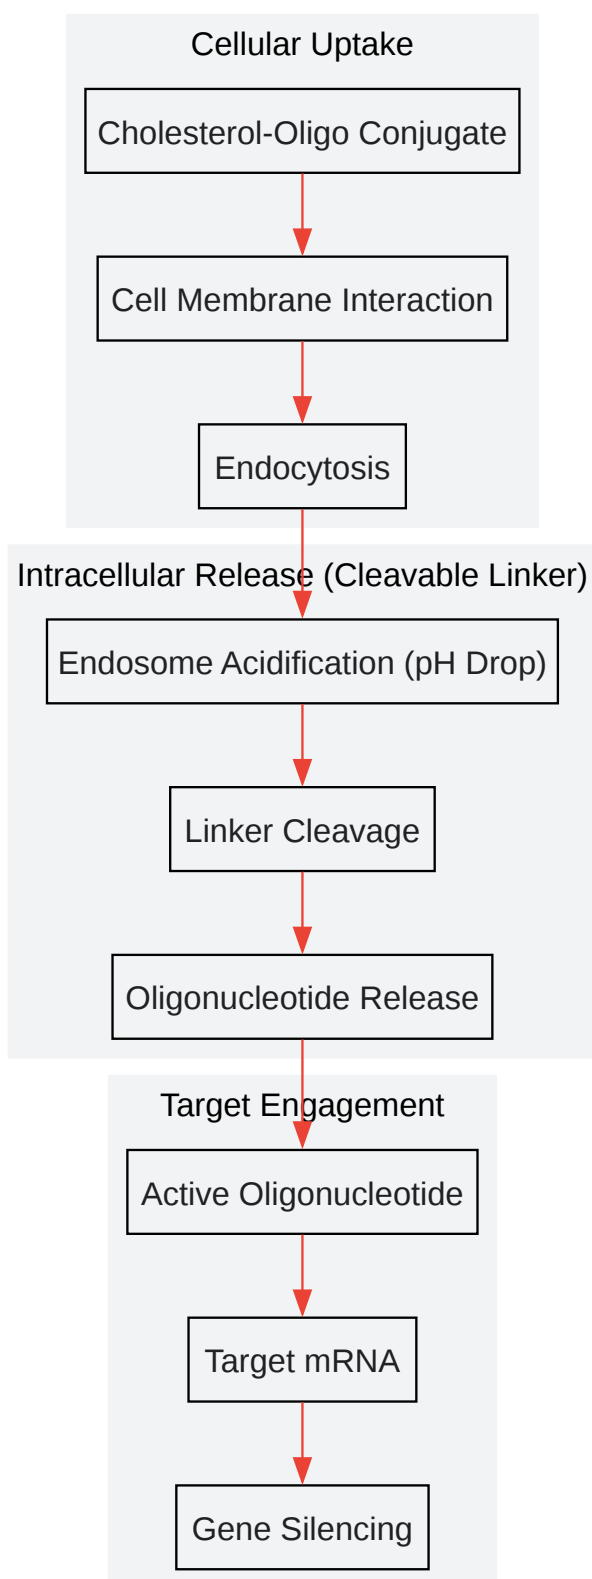 Cellular Uptake
Cholesterol-Oligo Conjugate
Cell Membrane Interaction
Endocytosis
Intracellular Release (Cleavable Linker)
Endosome Acidification (pH Drop)
Linker Cleavage
Oligonucleotide Release
Target Engagement
Active Oligonucleotide
Target mRNA
Gene Silencing